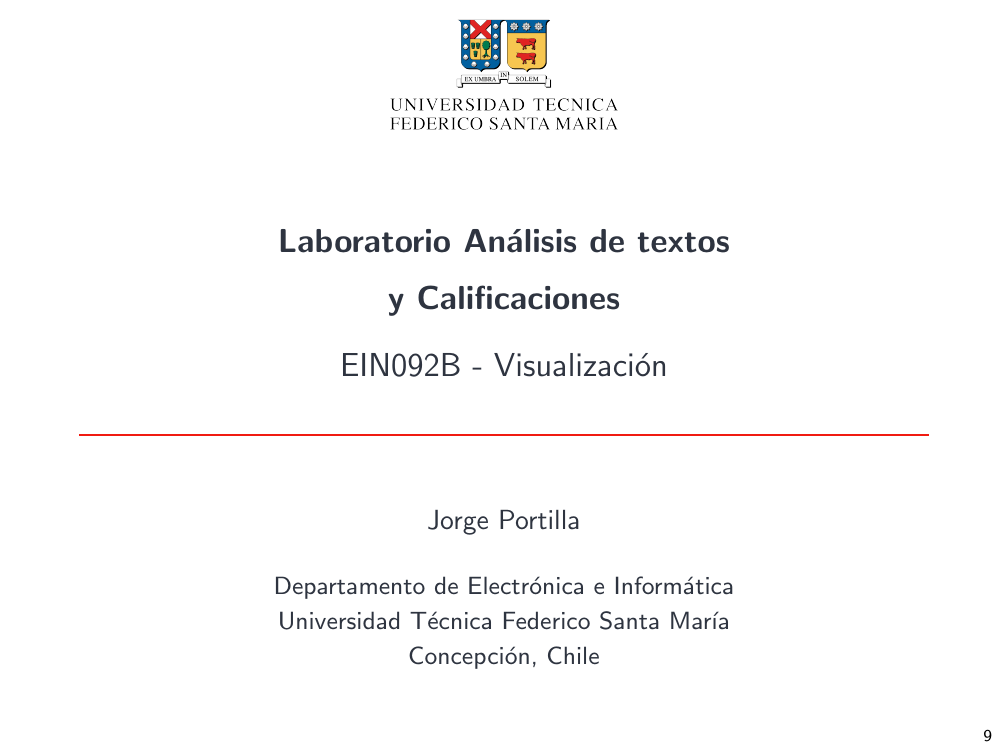 EX UMBRA IN SOLEM
UNIVERSIDAD TECNICA
FEDERICO SANTA MARIA
Laboratorio Análisis de textos
y Calificaciones
EIN092B - Visualización
Jorge Portilla
Departamento de Electrónica e Informática
Universidad Técnica Federico Santa María
Concepción, Chile
9